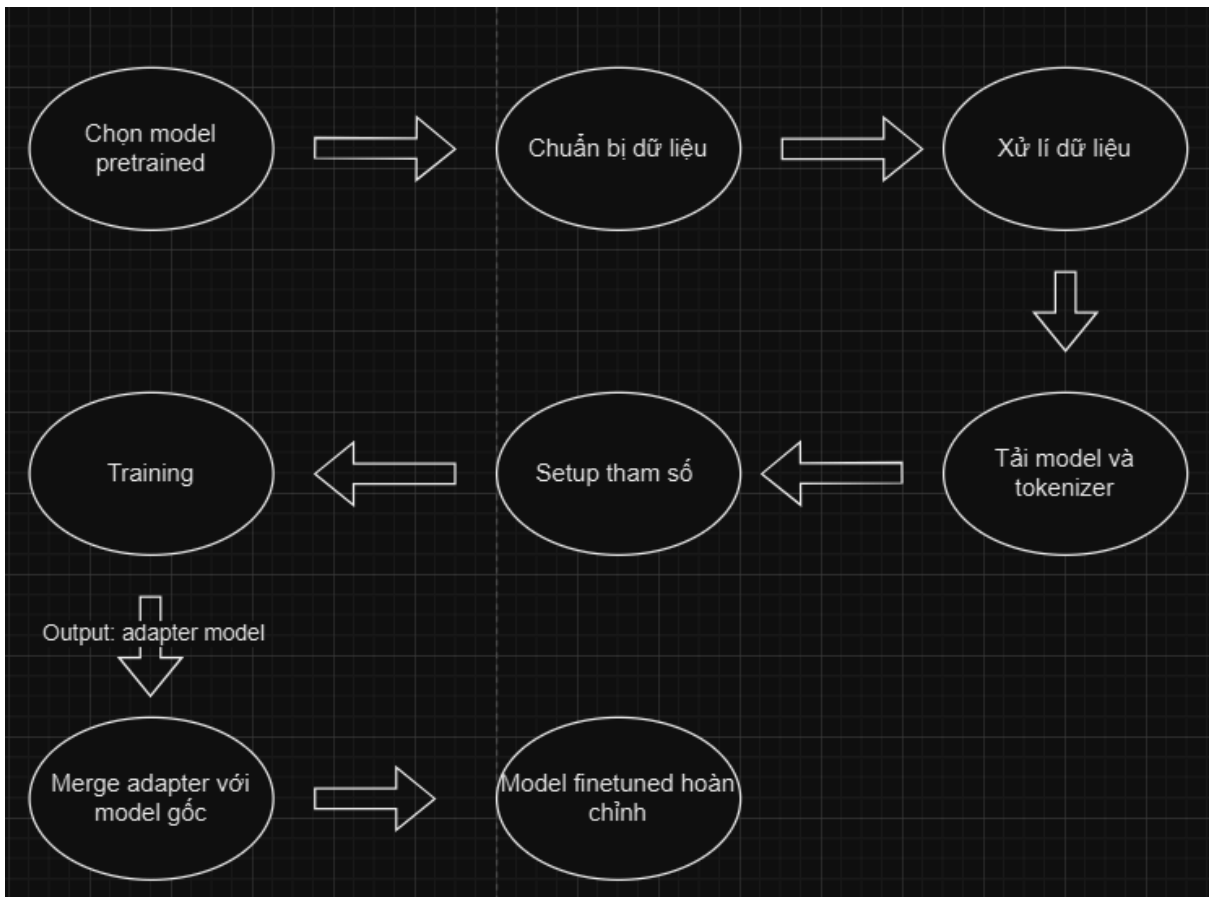 Chọn model
pretrained
Chuẩn bị dữ liệu
Xử lí dữ liệu
Tải model và
tokenizer
Setup tham số
Training
Output: adapter model
Merge adapter với
model gốc
Model finetuned hoàn
chỉnh